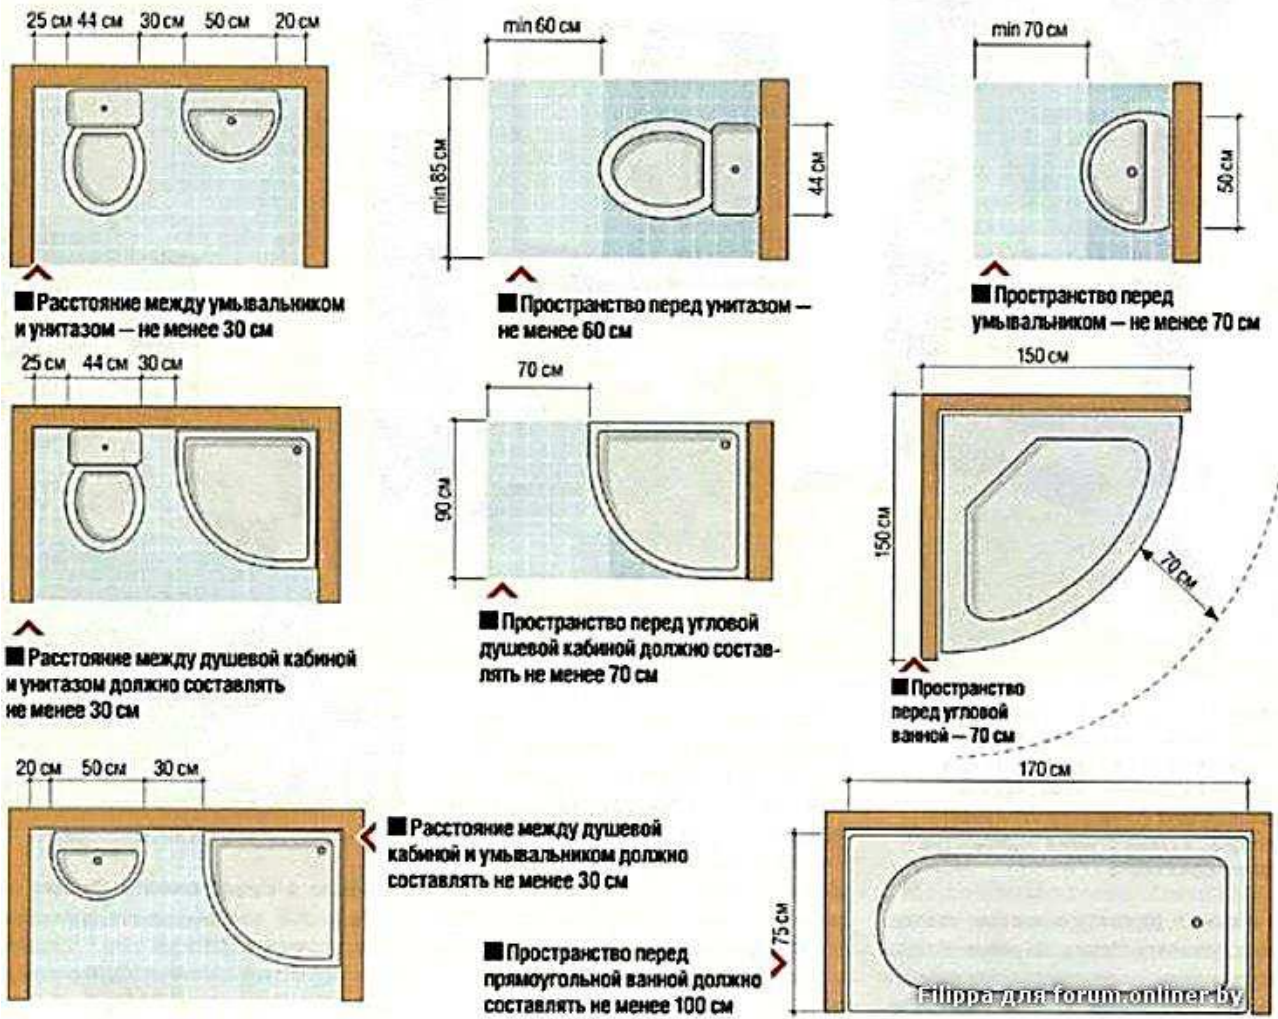 25 см 44 см 30 см 50 см 20 см
min 60 см
min 70 см
min 85 см
44 см
50 см
Расстояние между умывальником
и унитазом — не менее 30 см
Пространство перед унитазом —
не менее 60 см
Пространство перед
умывальником — не менее 70 см
25 см 44 см 30 см
70 см
150 см
90 см
150 см
70 см
Расстояние между душевой кабиной
и унитазом должно составлять
не менее 30 см
Пространство перед угловой
душевой кабиной должно состав-
лять не менее 70 см
Пространство
перед угловой
ванной — 70 см
20 см 50 см 30 см
170 см
75 см
Расстояние между душевой
кабиной и умывальником должно
составлять не менее 30 см
Пространство перед
прямоугольной ванной должно
составлять не менее 100 см
Filippa для forum.onliner.by